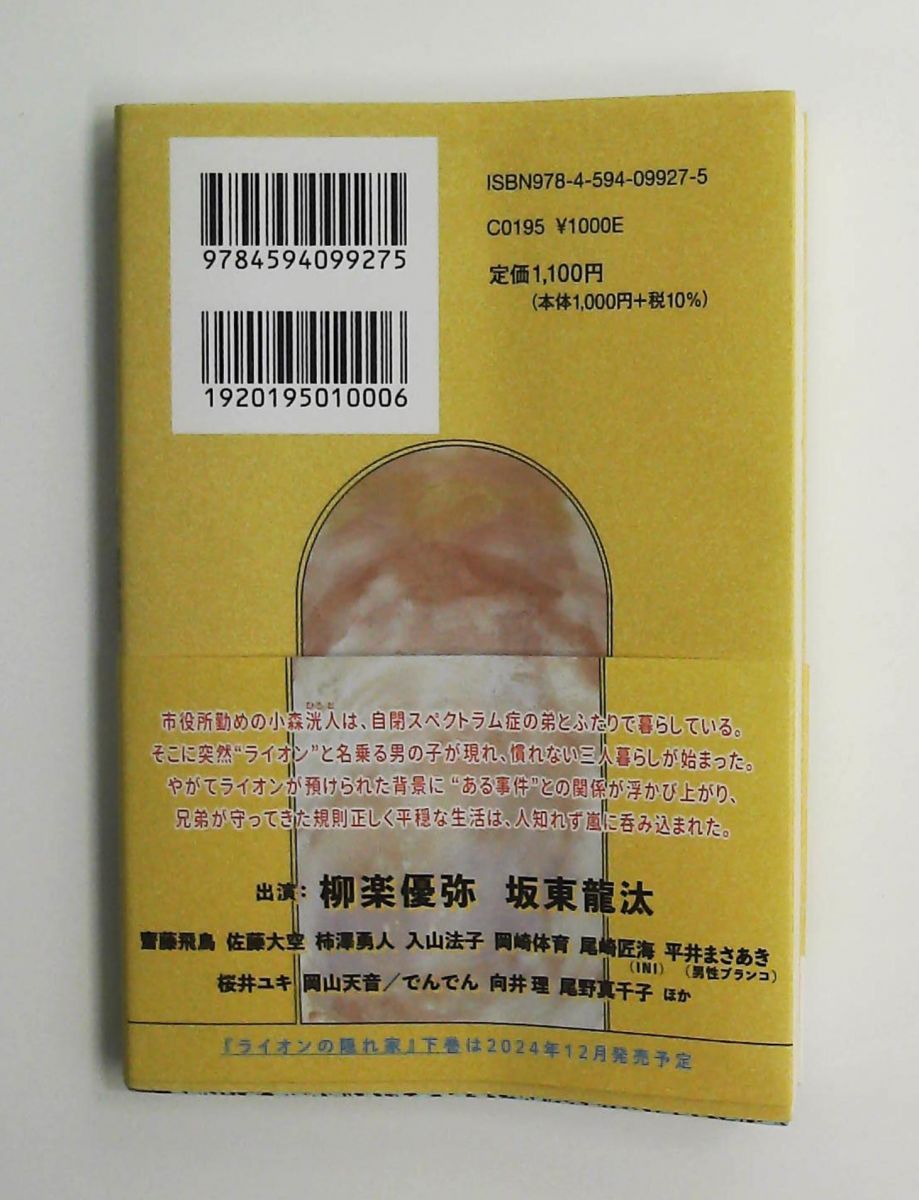 9784594099275
1920195010006
ISBN978-4-594-09927-5
C0195 ¥1000E
定価1,100円
(本体1,000円+税10%)
ひろと
市役所勤めの小森洸人は、自閉スペクトラム症の弟とふたりで暮らしている。
そこに突然“ライオン”と名乗る男の子が現れ、慣れない三人暮らしが始まった。
やがてライオンが預けられた背景に “ある事件”との関係が浮かび上がり、
兄弟が守ってきた規則正しく平穏な生活は、人知れず嵐に呑み込まれた。
出演: 柳楽優弥 坂東龍汰
齋藤飛鳥 佐藤大空 柿澤勇人 入山法子 岡崎体育 尾崎匠海 平井まさあき
(INI) (男性ブランコ)
桜井ユキ 岡山天音/でんでん 向井理 尾野真千子 ほか
『ライオンの隠れ家』下巻は2024年12月発売予定